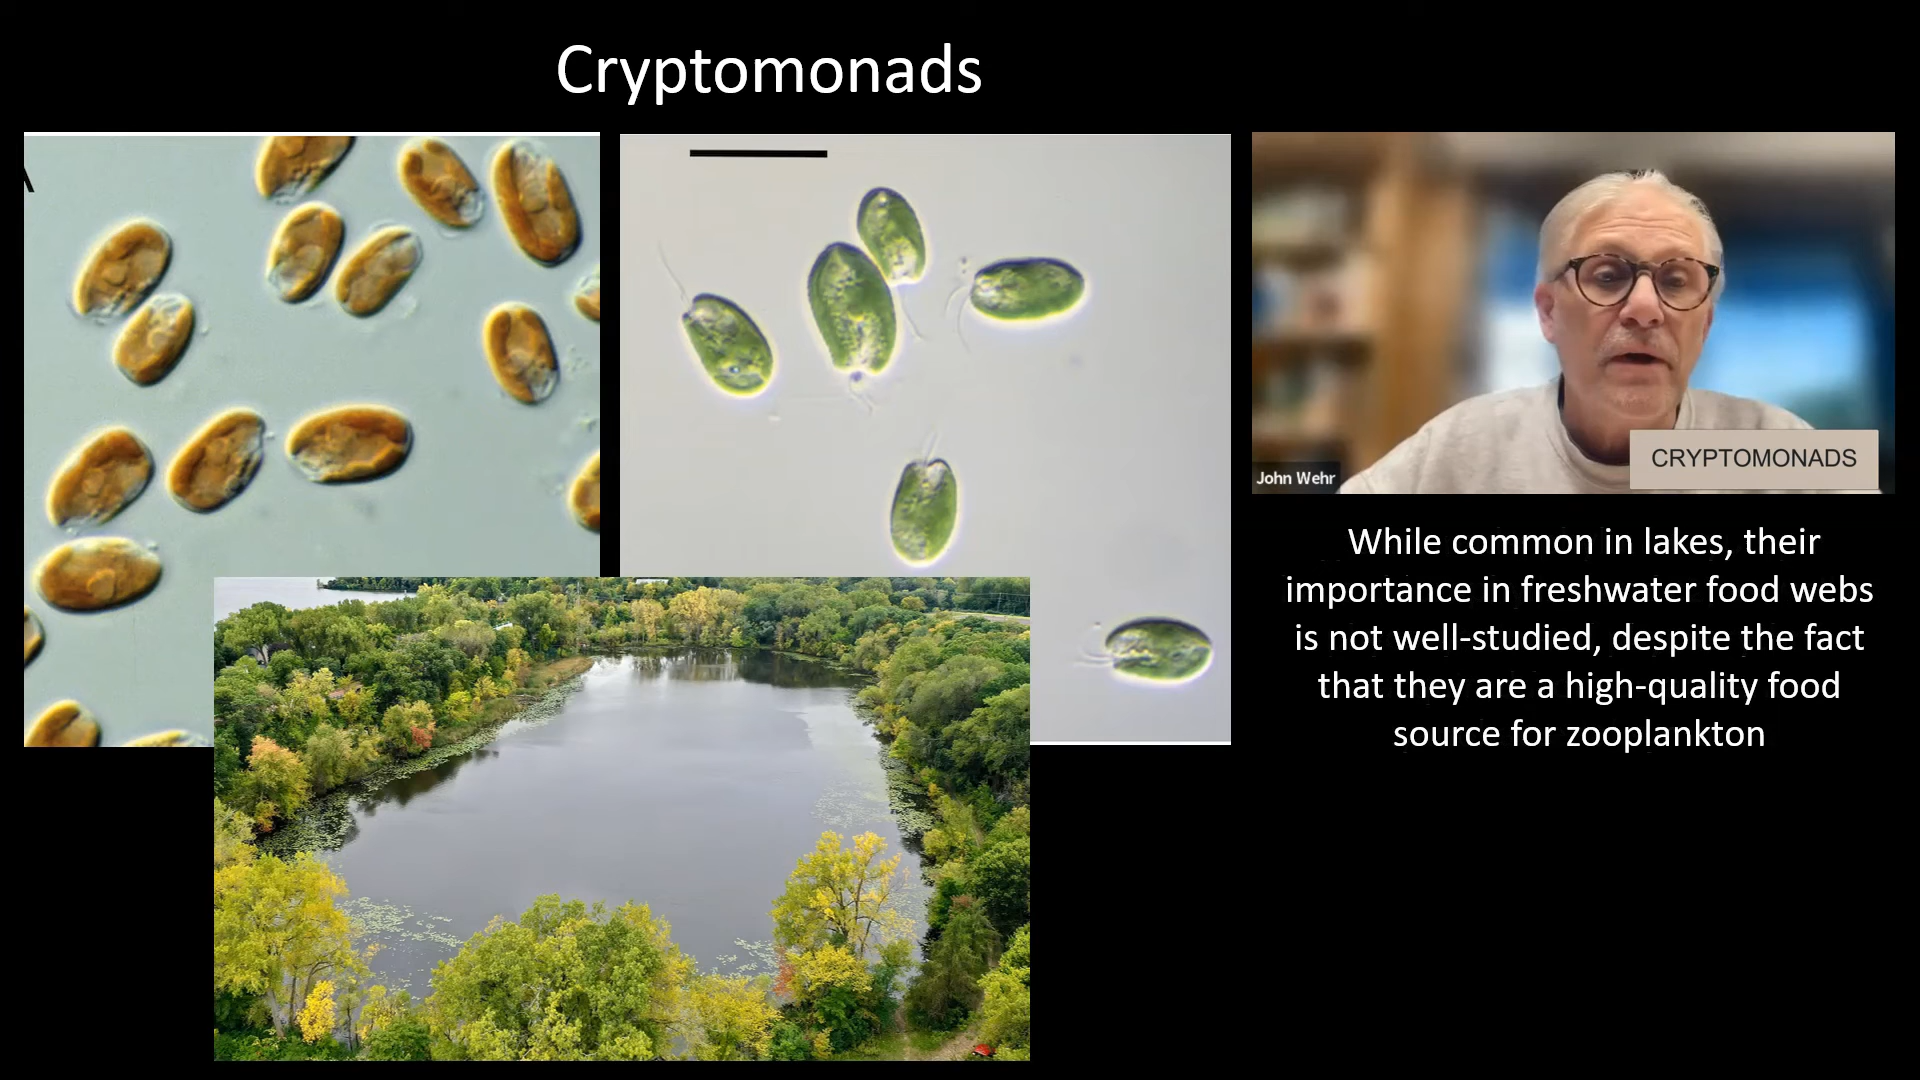 Cryptomonads
A
John Wehr
CRYPTOMONADS
While common in lakes, their
importance in freshwater food webs
is not well-studied, despite the fact
that they are a high-quality food
source for zooplankton